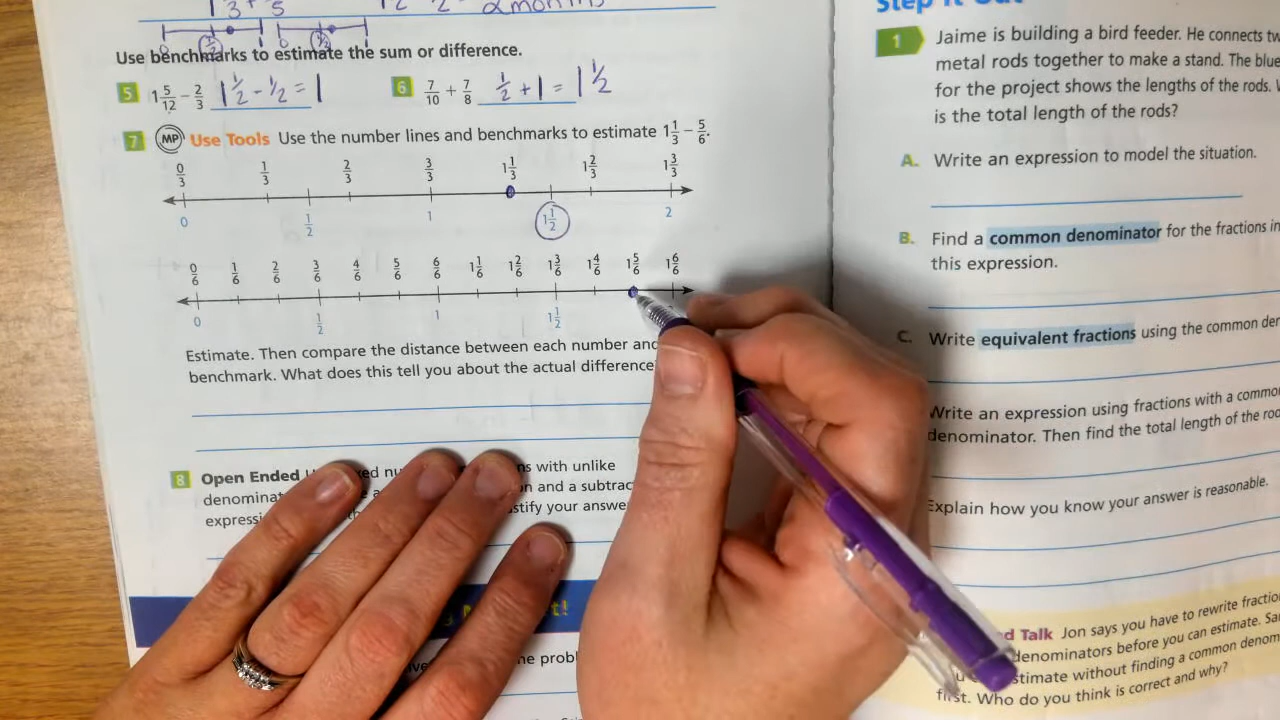 Use benchmarks to estimate the sum or difference.
5 1 5/12 − 2/3 1 1/2 − 1/2 = 1
6 7/10 + 7/8 1/2 + 1 = 1 1/2
7 MP Use Tools Use the number lines and benchmarks to estimate 1 1/3 − 5/6.
0/3 1/3 2/3 3/3 1 1/3 1 2/3 1 3/3
0 1/2 1 1 1/2 2
0/6 1/6 2/6 3/6 4/6 5/6 6/6 1 1/6 1 2/6 1 3/6 1 4/6 1 5/6 1 6/6
0 1/2 1 1 1/2
Estimate. Then compare the distance between each number and
benchmark. What does this tell you about the actual difference
8 Open Ended with unlike
and a subtrac
expressi stify your answe
Step It Out
1 Jaime is building a bird feeder. He connects tw
metal rods together to make a stand. The blue
for the project shows the lengths of the rods.
is the total length of the rods?
A. Write an expression to model the situation.
B. Find a common denominator for the fractions in
this expression.
C. Write equivalent fractions using the common der
Write an expression using fractions with a commo
denominator. Then find the total length of the ro
Explain how you know your answer is reasonable.
d Talk Jon says you have to rewrite fractio
denominators before you can estimate. Sa
stimate without finding a common denom
first. Who do you think is correct and why?